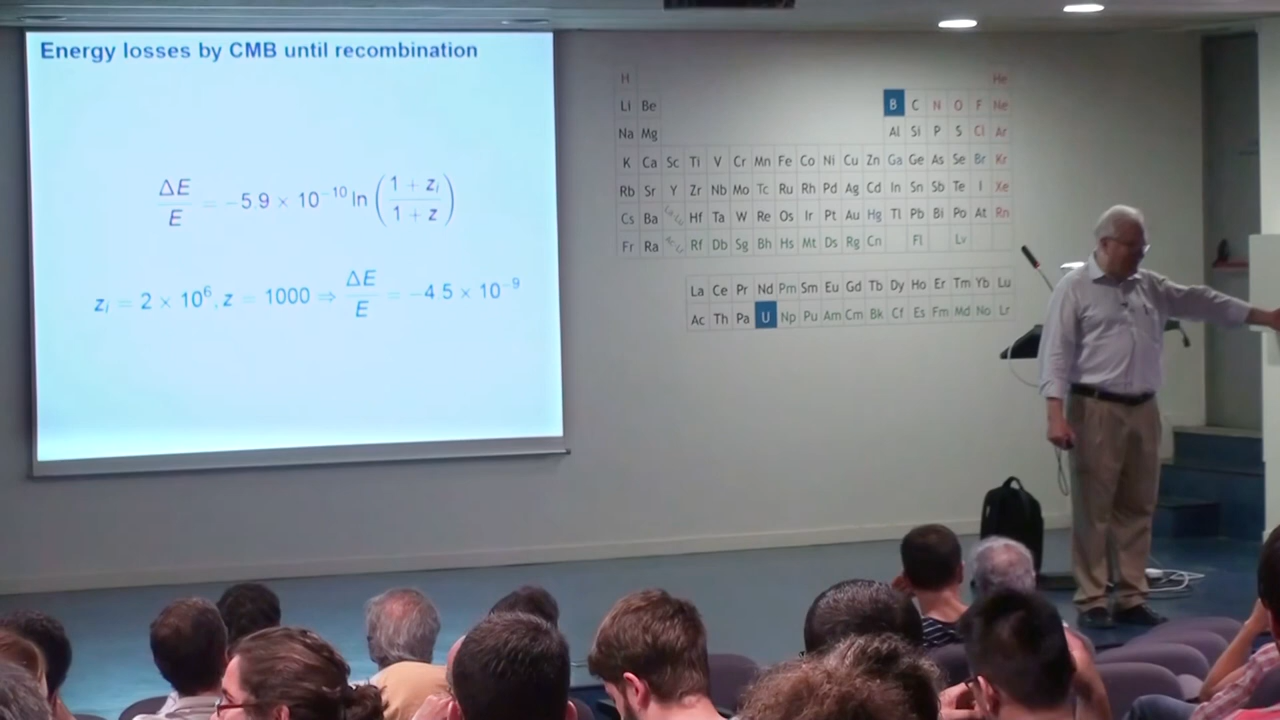 Energy losses by CMB until recombination
ΔE/E = −5.9 × 10⁻¹⁰ ln((1 + zᵢ)/(1 + z))
zᵢ = 2 × 10⁶, z = 1000 ⇒ ΔE/E = −4.5 × 10⁻⁹
H He
Li Be B C N O F Ne
Na Mg Al Si P S Cl Ar
K Ca Sc Ti V Cr Mn Fe Co Ni Cu Zn Ga Ge As Se Br Kr
Rb Sr Y Zr Nb Mo Tc Ru Rh Pd Ag Cd In Sn Sb Te I Xe
Cs Ba Hf Ta W Re Os Ir Pt Au Hg Tl Pb Bi Po At Rn
Fr Ra Rf Db Sg Bh Hs Mt Ds Rg Cn Fl Lv
La Ce Pr Nd Pm Sm Eu Gd Tb Dy Ho Er Tm Yb Lu
Ac Th Pa U Np Pu Am Cm Bk Cf Es Fm Md No Lr